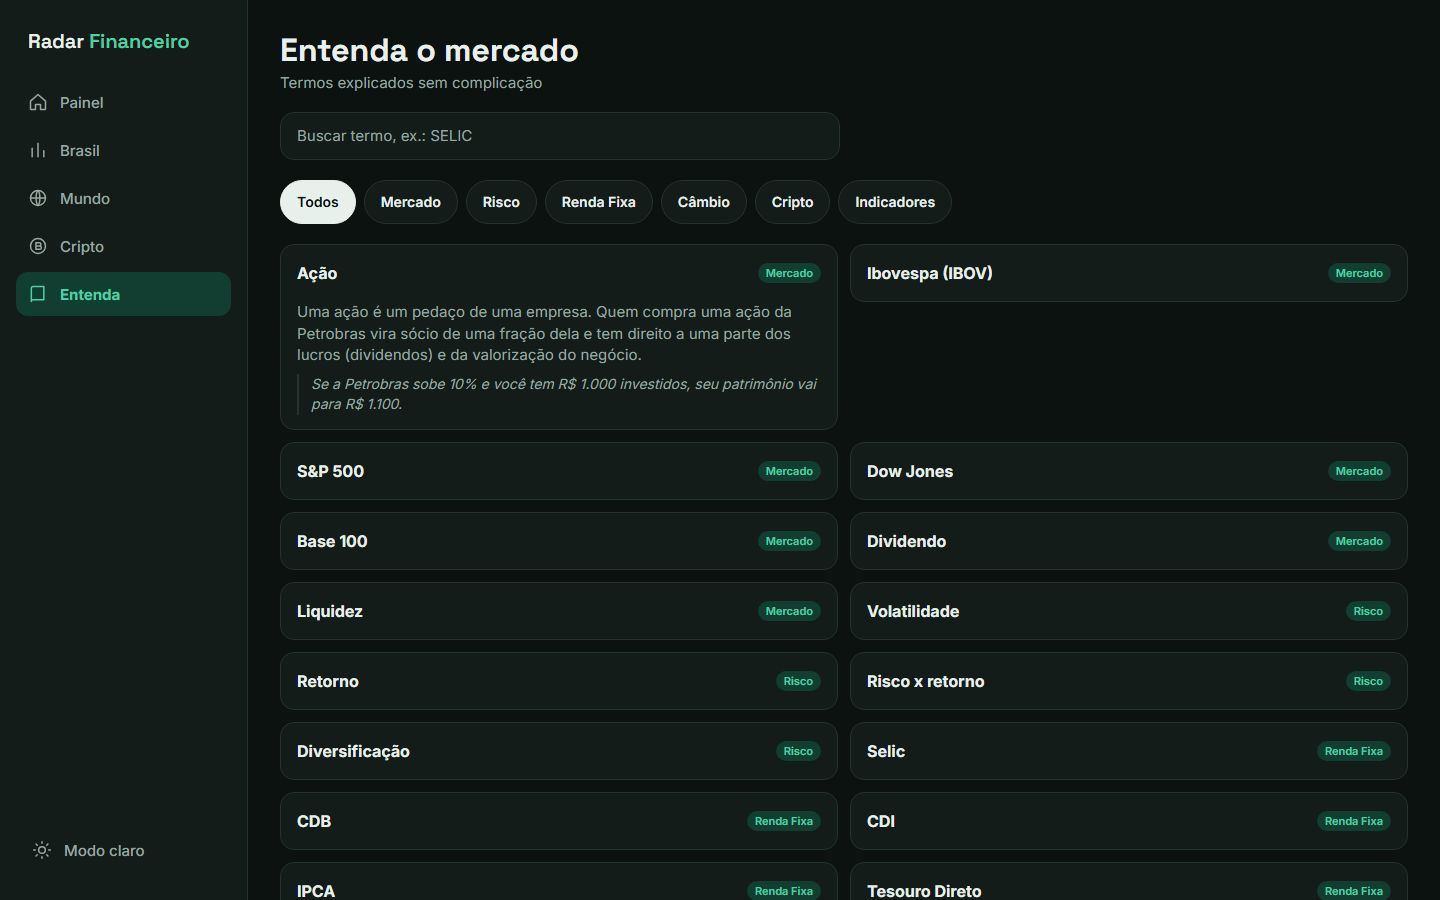 Radar Financeiro
Painel
Brasil
Mundo
Cripto
Entenda
Modo claro
Entenda o mercado
Termos explicados sem complicação
Buscar termo, ex.: SELIC
Todos Mercado Risco Renda Fixa Câmbio Cripto Indicadores
Ação Mercado
Uma ação é um pedaço de uma empresa. Quem compra uma ação da
Petrobras vira sócio de uma fração dela e tem direito a uma parte dos
lucros (dividendos) e da valorização do negócio.
Se a Petrobras sobe 10% e você tem R$ 1.000 investidos, seu patrimônio vai
para R$ 1.100.
Ibovespa (IBOV) Mercado
S&P 500 Mercado
Dow Jones Mercado
Base 100 Mercado
Dividendo Mercado
Liquidez Mercado
Volatilidade Risco
Retorno Risco
Risco x retorno Risco
Diversificação Risco
Selic Renda Fixa
CDB Renda Fixa
CDI Renda Fixa
IPCA Renda Fixa
Tesouro Direto Renda Fixa